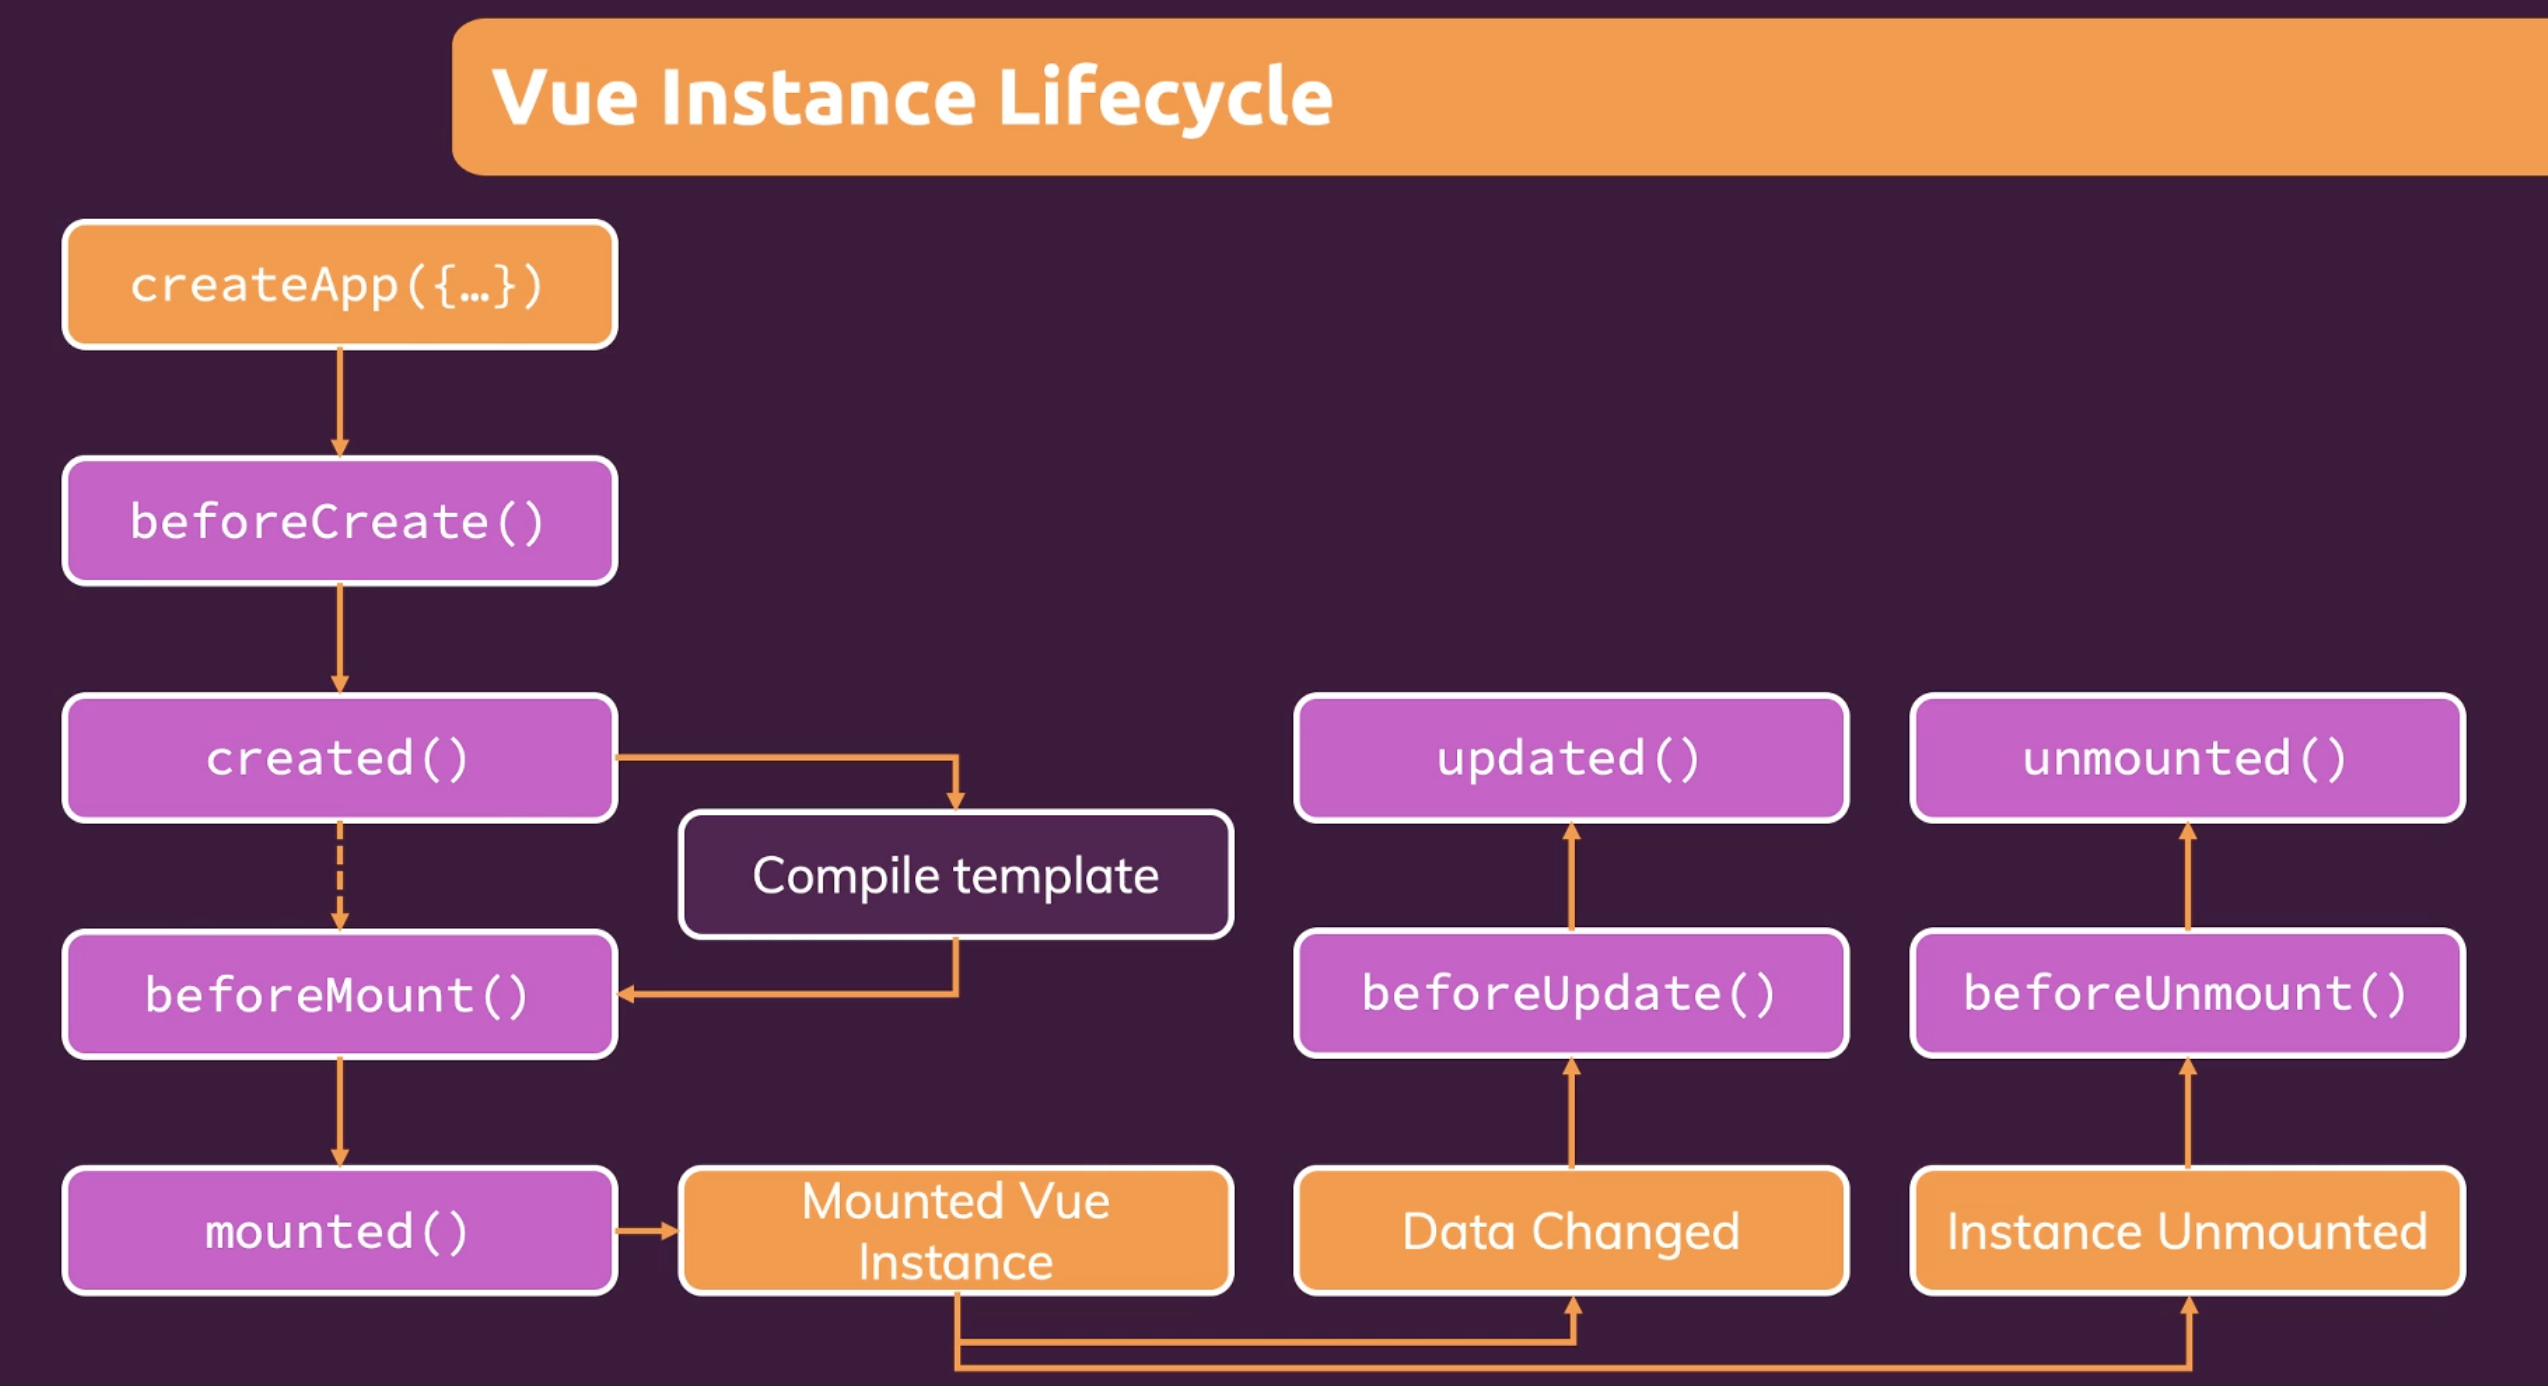 Vue Instance Lifecycle
createApp({…})
beforeCreate()
created()
Compile template
beforeMount()
mounted()
Mounted Vue
Instance
updated()
beforeUpdate()
Data Changed
unmounted()
beforeUnmount()
Instance Unmounted